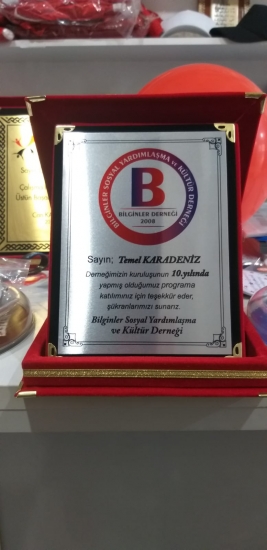 BİLGİNLER SOSYAL YARDIMLAŞMA ve KÜLTÜR DERNEĞİ
B
BİLGİNLER DERNEĞİ
2008
Sayın; Temel KARADENİZ
Derneğimizin kuruluşunun 10.yılında
yapmış olduğumuz programa
katılımınız için teşekkür eder,
şükranlarımızı sunarız.
Bilginler Sosyal Yardımlaşma
ve Kültür Derneği